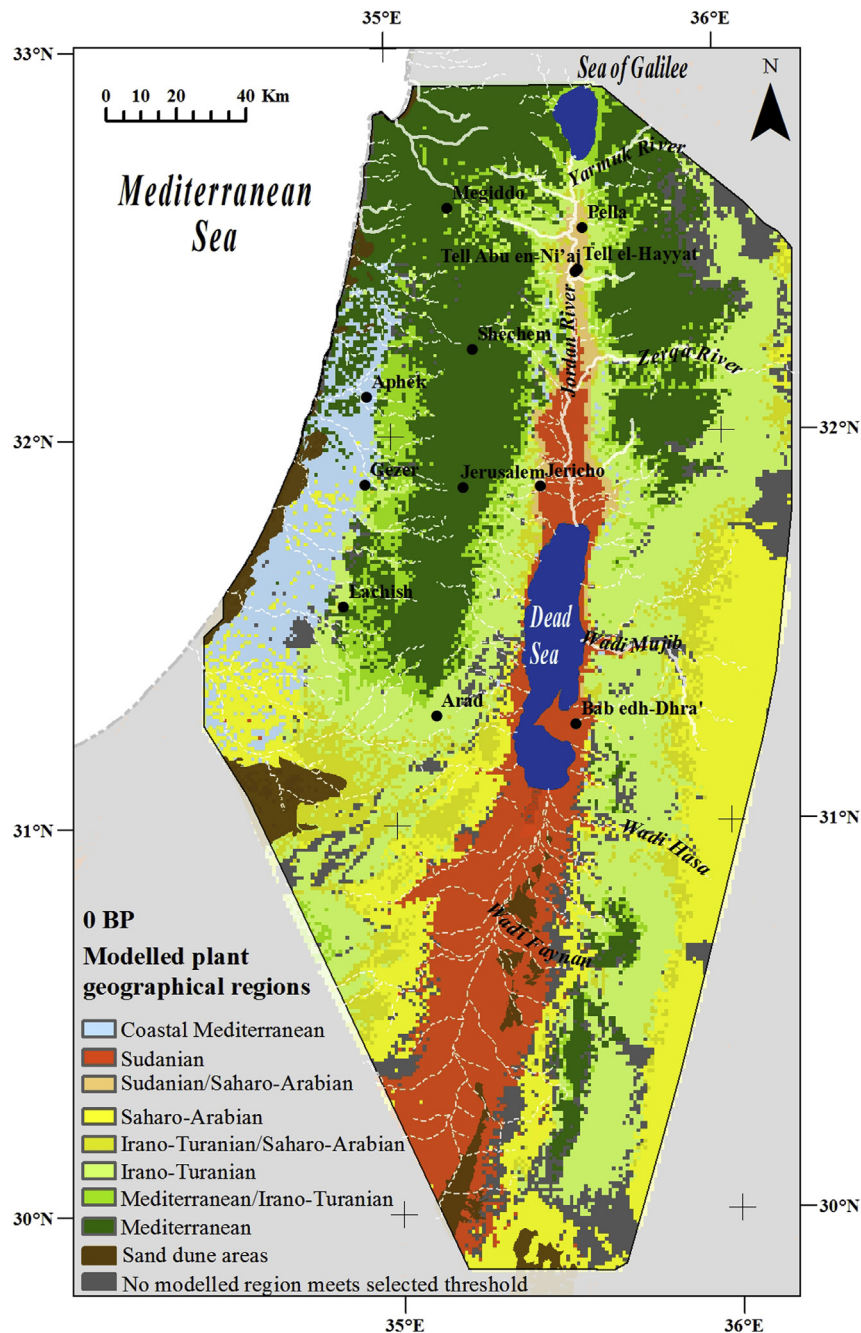 35°E
36°E
33°N
Sea of Galilee
N
0 10 20 40 Km
Yarmuk River
Mediterranean
Sea
Megiddo
Pella
Tell Abu en-Ni'aj
Tell el-Hayyat
Jordan River
Shechem
Zerqa River
Aphek
32°N
32°N
Gezer
Jerusalem
Jericho
Lachish
Dead
Sea
Wadi Mujib
Arad
Bab edh-Dhra'
31°N
31°N
Wadi Hasa
Wadi Faynan
0 BP
Modelled plant
geographical regions
Coastal Mediterranean
Sudanian
Sudanian/Saharo-Arabian
Saharo-Arabian
Irano-Turanian/Saharo-Arabian
Irano-Turanian
Mediterranean/Irano-Turanian
Mediterranean
Sand dune areas
No modelled region meets selected threshold
30°N
30°N
35°E
36°E